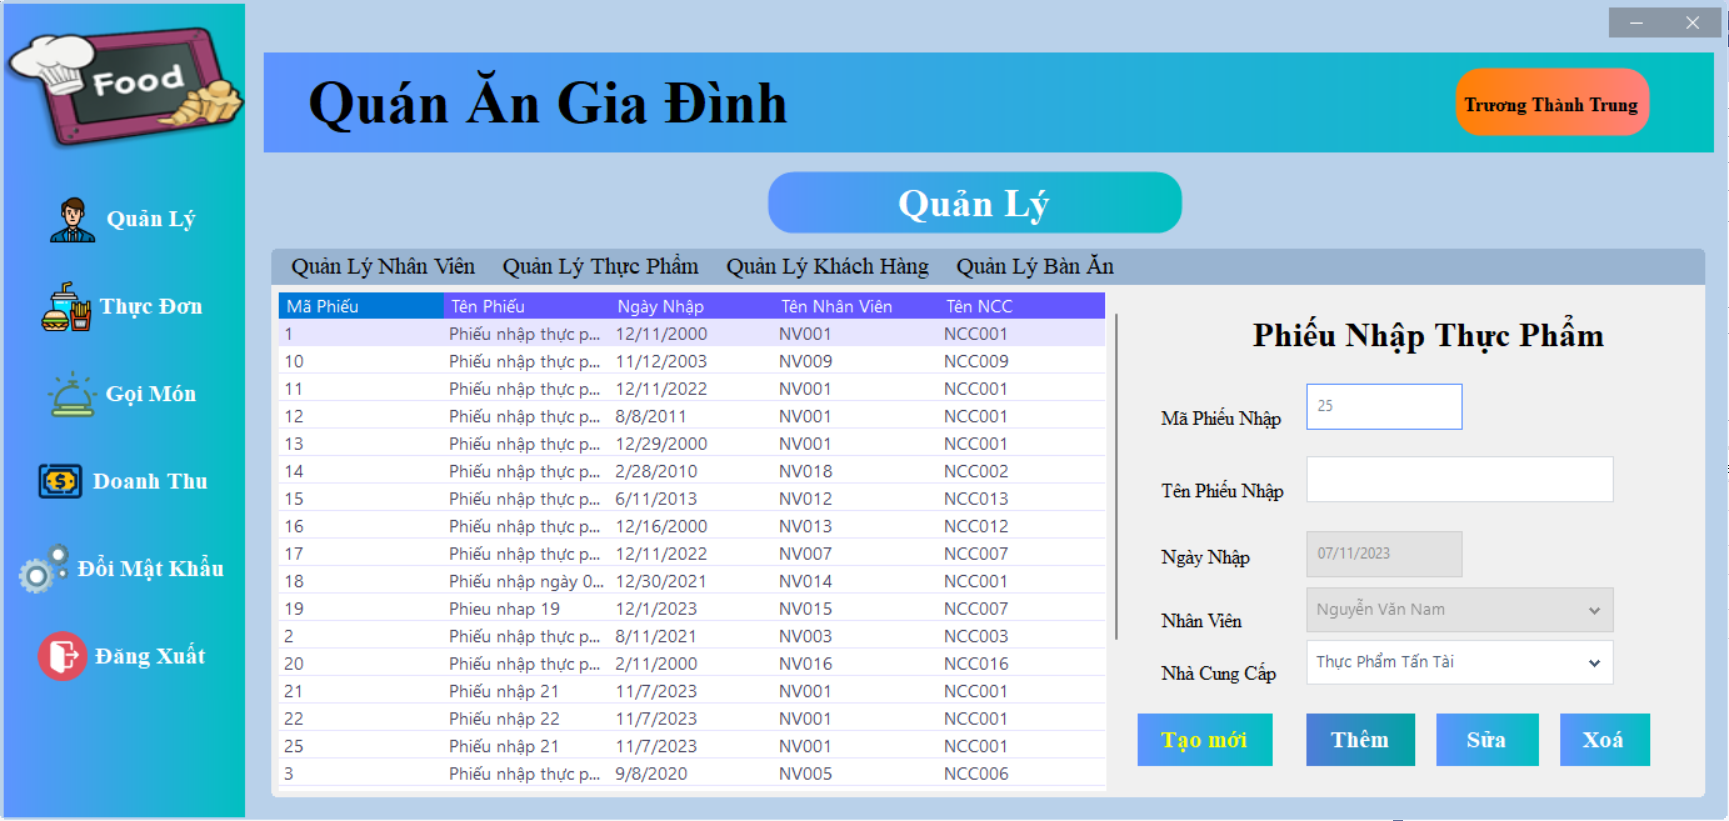 Food
Quán Ăn Gia Đình
Trương Thành Trung
Quản Lý
Thực Đơn
Gọi Món
Doanh Thu
Đổi Mật Khẩu
Đăng Xuất
Quản Lý
Quản Lý Nhân Viên Quản Lý Thực Phẩm Quản Lý Khách Hàng Quản Lý Bàn Ăn
Mã Phiếu Tên Phiếu Ngày Nhập Tên Nhân Viên Tên NCC
1 Phiếu nhập thực p... 12/11/2000 NV001 NCC001
10 Phiếu nhập thực p... 11/12/2003 NV009 NCC009
11 Phiếu nhập thực p... 12/11/2022 NV001 NCC001
12 Phiếu nhập thực p... 8/8/2011 NV001 NCC001
13 Phiếu nhập thực p... 12/29/2000 NV001 NCC001
14 Phiếu nhập thực p... 2/28/2010 NV018 NCC002
15 Phiếu nhập thực p... 6/11/2013 NV012 NCC013
16 Phiếu nhập thực p... 12/16/2000 NV013 NCC012
17 Phiếu nhập thực p... 12/11/2022 NV007 NCC007
18 Phiếu nhập ngày 0... 12/30/2021 NV014 NCC001
19 Phieu nhap 19 12/1/2023 NV015 NCC007
2 Phiếu nhập thực p... 8/11/2021 NV003 NCC003
20 Phiếu nhập thực p... 2/11/2000 NV016 NCC016
21 Phiếu nhập 21 11/7/2023 NV001 NCC001
22 Phiếu nhập 22 11/7/2023 NV001 NCC001
25 Phiếu nhập 21 11/7/2023 NV001 NCC001
3 Phiếu nhập thực p... 9/8/2020 NV005 NCC006
Phiếu Nhập Thực Phẩm
Mã Phiếu Nhập 25
Tên Phiếu Nhập
Ngày Nhập 07/11/2023
Nhân Viên Nguyễn Văn Nam
Nhà Cung Cấp Thực Phẩm Tấn Tài
Tạo mới Thêm Sửa Xoá